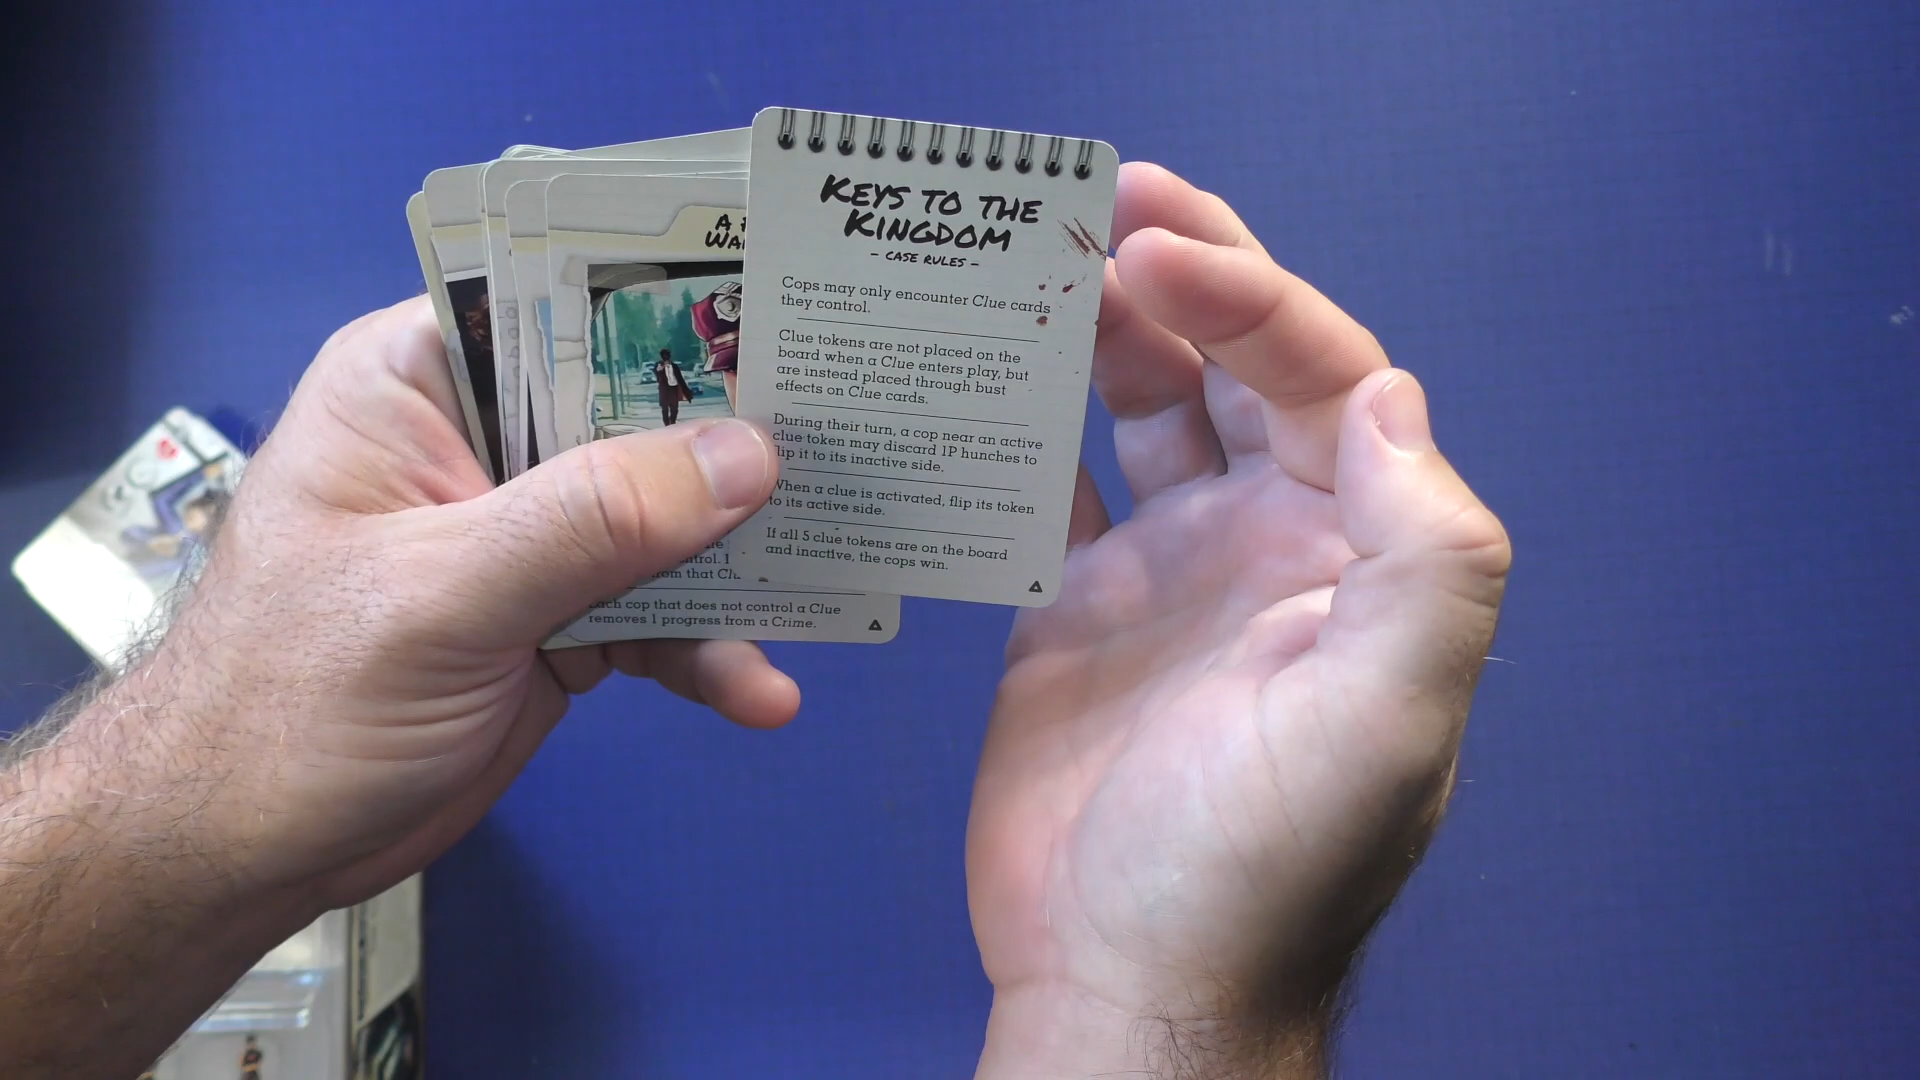 KEYS TO THE
KINGDOM
- CASE RULES -
Cops may only encounter Clue cards
they control.
Clue tokens are not placed on the
board when a Clue enters play, but
are instead placed through bust
effects on Clue cards.
During their turn, a cop near an active
clue token may discard 1P hunches to
flip it to its inactive side.
When a clue is activated, flip its token
to its active side.
If all 5 clue tokens are on the board
and inactive, the cops win.
A
from that
Each cop that does not control a Clue
removes 1 progress from a Crime.